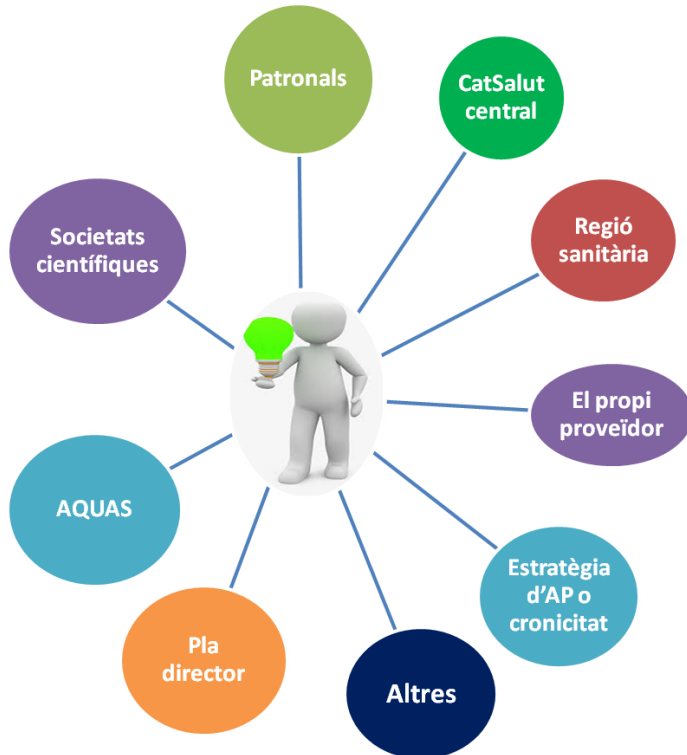 Patronals
CatSalut
central
Regió
sanitària
El propi
proveïdor
Estratègia
d'AP o
cronicitat
Altres
Pla
director
AQUAS
Societats
científiques